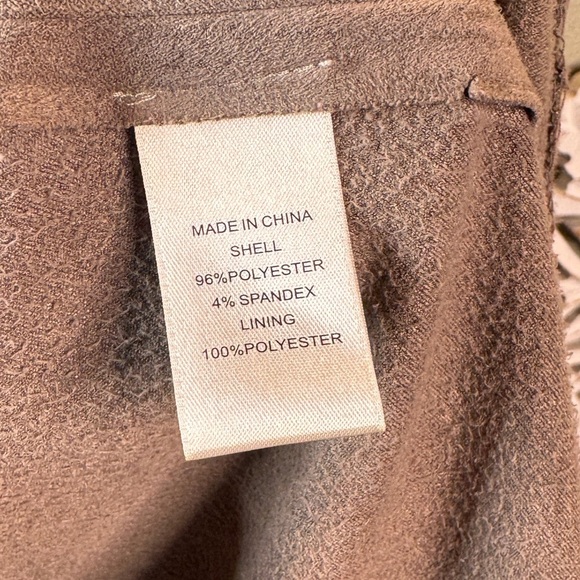 MADE IN CHINA
SHELL
96%POLYESTER
4% SPANDEX
LINING
100%POLYESTER